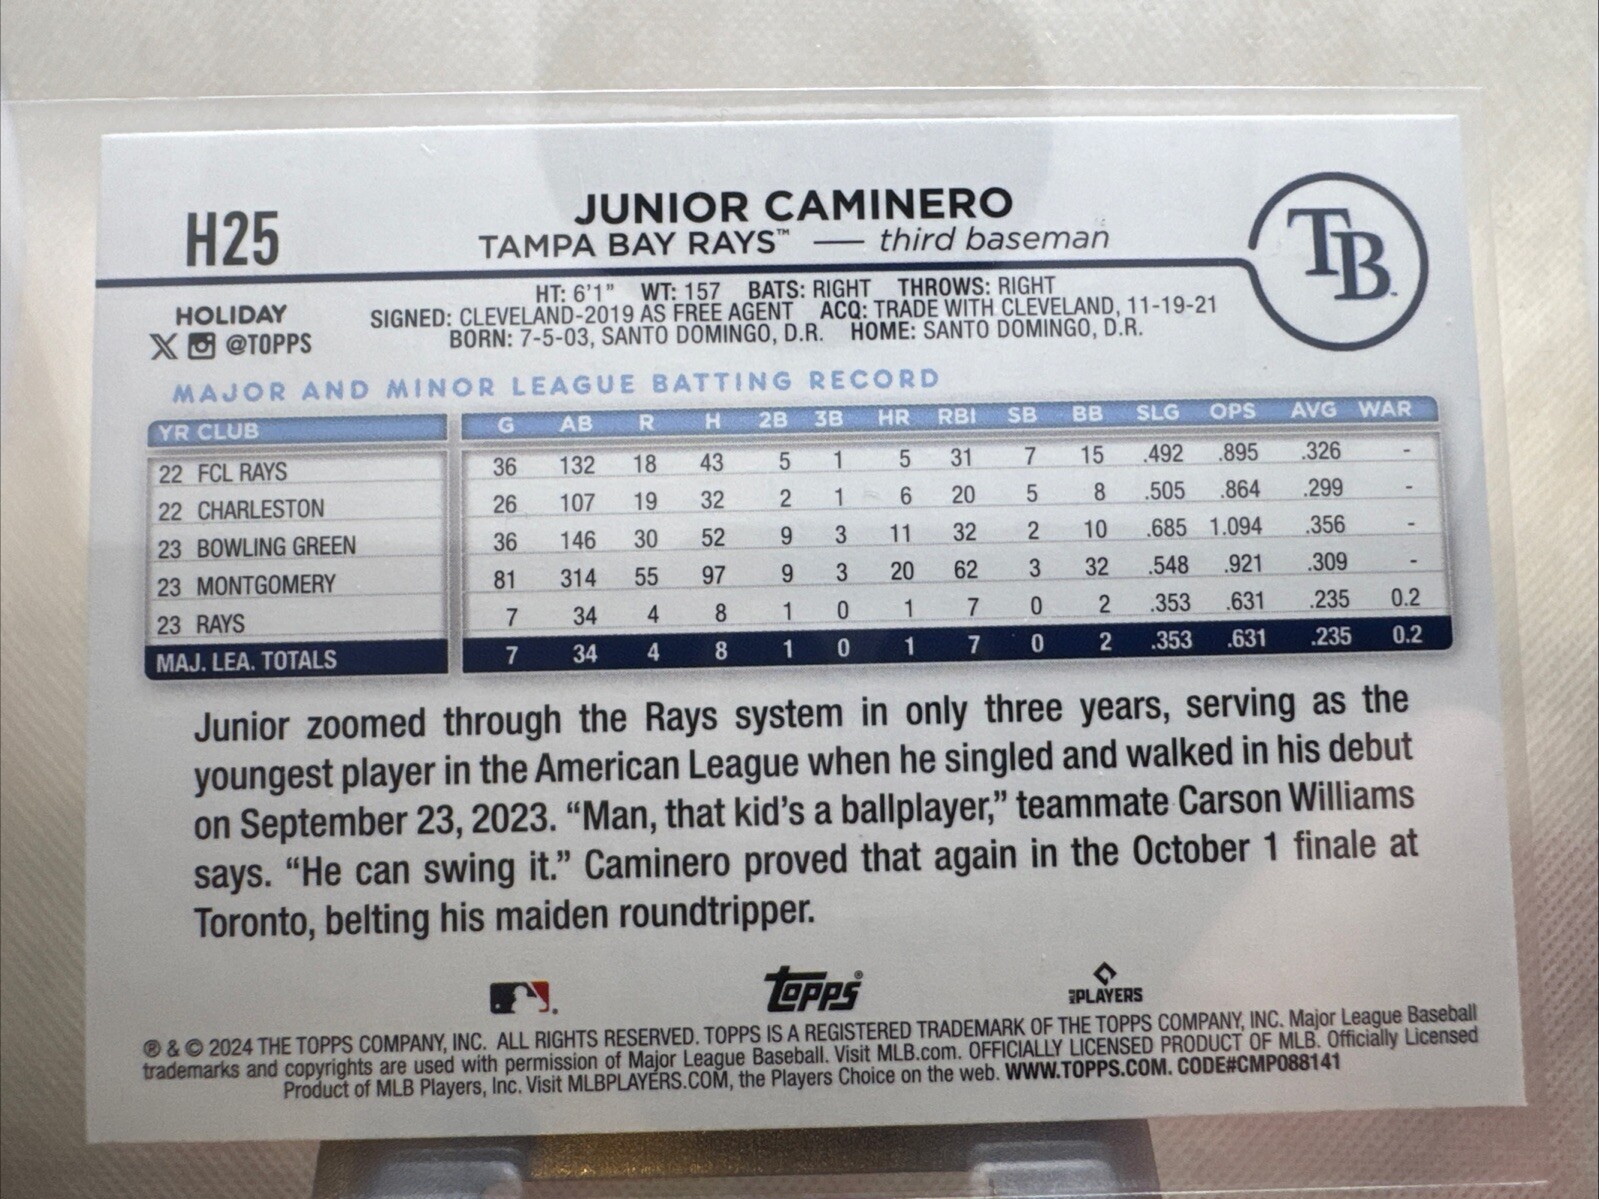 H25
JUNIOR CAMINERO
TAMPA BAY RAYS™ — third baseman
TB
HOLIDAY
@TOPPS
HT: 6'1" WT: 157 BATS: RIGHT THROWS: RIGHT
SIGNED: CLEVELAND-2019 AS FREE AGENT ACQ: TRADE WITH CLEVELAND, 11-19-21
BORN: 7-5-03, SANTO DOMINGO, D.R. HOME: SANTO DOMINGO, D.R.
MAJOR AND MINOR LEAGUE BATTING RECORD
YR CLUB G AB R H 2B 3B HR RBI SB BB SLG OPS AVG WAR
22 FCL RAYS 36 132 18 43 5 1 5 31 7 15 .492 .895 .326 -
22 CHARLESTON 26 107 19 32 2 1 6 20 5 8 .505 .864 .299 -
23 BOWLING GREEN 36 146 30 52 9 3 11 32 2 10 .685 1.094 .356 -
23 MONTGOMERY 81 314 55 97 9 3 20 62 3 32 .548 .921 .309 -
23 RAYS 7 34 4 8 1 0 1 7 0 2 .353 .631 .235 0.2
MAJ. LEA. TOTALS 7 34 4 8 1 0 1 7 0 2 .353 .631 .235 0.2
Junior zoomed through the Rays system in only three years, serving as the
youngest player in the American League when he singled and walked in his debut
on September 23, 2023. “Man, that kid’s a ballplayer,” teammate Carson Williams
says. “He can swing it.” Caminero proved that again in the October 1 finale at
Toronto, belting his maiden roundtripper.
topps®
MLB PLAYERS
® & © 2024 THE TOPPS COMPANY, INC. ALL RIGHTS RESERVED. TOPPS IS A REGISTERED TRADEMARK OF THE TOPPS COMPANY, INC. Major League Baseball
trademarks and copyrights are used with permission of Major League Baseball. Visit MLB.com. OFFICIALLY LICENSED PRODUCT OF MLB. Officially Licensed
Product of MLB Players, Inc. Visit MLBPLAYERS.COM, the Players Choice on the web. WWW.TOPPS.COM. CODE#CMP088141